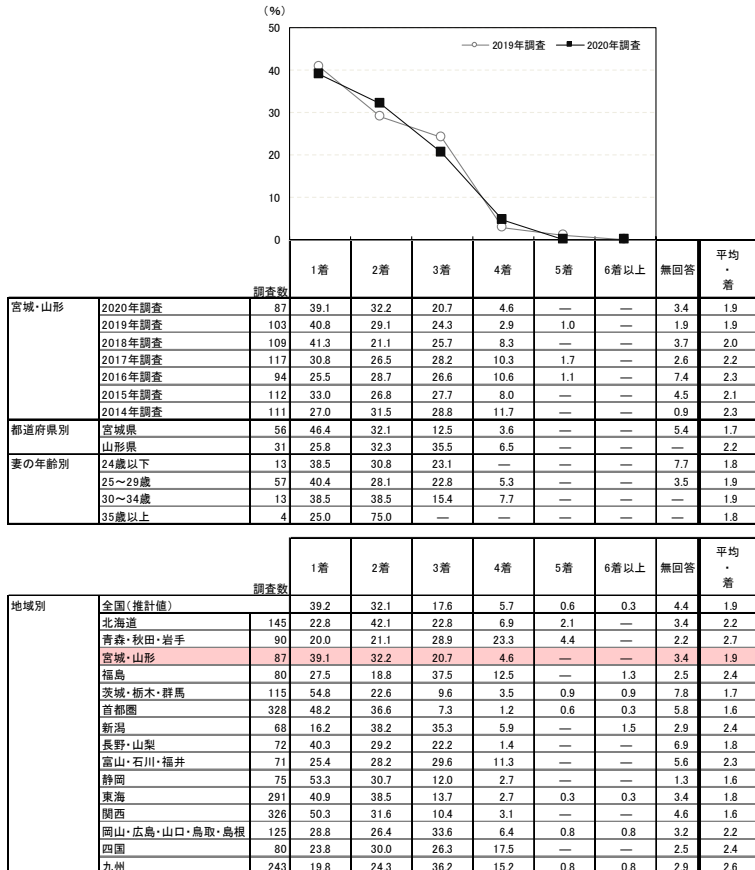 (%)
50
40
30
20
10
0
2019年調査 2020年調査
調査数 1着 2着 3着 4着 5着 6着以上 無回答 平均・着
宮城・山形 2020年調査 87 39.1 32.2 20.7 4.6 — — 3.4 1.9
2019年調査 103 40.8 29.1 24.3 2.9 1.0 — 1.9 1.9
2018年調査 109 41.3 21.1 25.7 8.3 — — 3.7 2.0
2017年調査 117 30.8 26.5 28.2 10.3 1.7 — 2.6 2.2
2016年調査 94 25.5 28.7 26.6 10.6 1.1 — 7.4 2.3
2015年調査 112 33.0 26.8 27.7 8.0 — — 4.5 2.1
2014年調査 111 27.0 31.5 28.8 11.7 — — 0.9 2.3
都道府県別 宮城県 56 46.4 32.1 12.5 3.6 — — 5.4 1.7
山形県 31 25.8 32.3 35.5 6.5 — — — 2.2
妻の年齢別 24歳以下 13 38.5 30.8 23.1 — — — 7.7 1.8
25～29歳 57 40.4 28.1 22.8 5.3 — — 3.5 1.9
30～34歳 13 38.5 38.5 15.4 7.7 — — — 1.9
35歳以上 4 25.0 75.0 — — — — — 1.8
調査数 1着 2着 3着 4着 5着 6着以上 無回答 平均・着
地域別 全国(推計値) 39.2 32.1 17.6 5.7 0.6 0.3 4.4 1.9
北海道 145 22.8 42.1 22.8 6.9 2.1 — 3.4 2.2
青森・秋田・岩手 90 20.0 21.1 28.9 23.3 4.4 — 2.2 2.7
宮城・山形 87 39.1 32.2 20.7 4.6 — — 3.4 1.9
福島 80 27.5 18.8 37.5 12.5 — 1.3 2.5 2.4
茨城・栃木・群馬 115 54.8 22.6 9.6 3.5 0.9 0.9 7.8 1.7
首都圏 328 48.2 36.6 7.3 1.2 0.6 0.3 5.8 1.6
新潟 68 16.2 38.2 35.3 5.9 — 1.5 2.9 2.4
長野・山梨 72 40.3 29.2 22.2 1.4 — — 6.9 1.8
富山・石川・福井 71 25.4 28.2 29.6 11.3 — — 5.6 2.3
静岡 75 53.3 30.7 12.0 2.7 — — 1.3 1.6
東海 291 40.9 38.5 13.7 2.7 0.3 0.3 3.4 1.8
関西 326 50.3 31.6 10.4 3.1 — — 4.6 1.6
岡山・広島・山口・鳥取・島根 125 28.8 26.4 33.6 6.4 0.8 0.8 3.2 2.2
四国 80 23.8 30.0 26.3 17.5 — — 2.5 2.4
九州 243 19.8 24.3 36.2 15.2 0.8 0.8 2.9 2.6